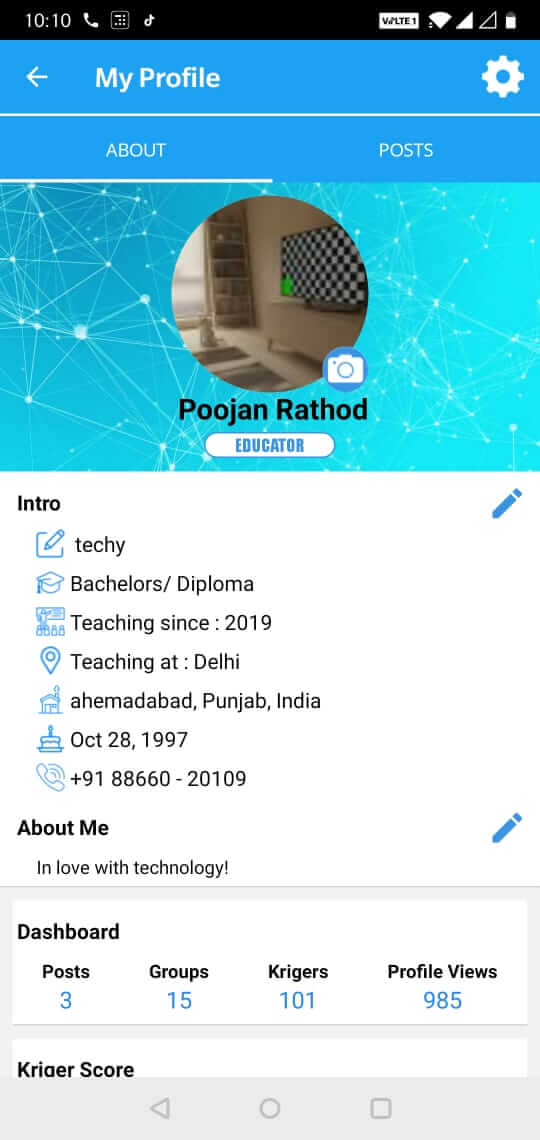 10:10
VoLTE 1
My Profile
ABOUT POSTS
Poojan Rathod
EDUCATOR
Intro
techy
Bachelors/ Diploma
Teaching since : 2019
Teaching at : Delhi
ahemadabad, Punjab, India
Oct 28, 1997
+91 88660 - 20109
About Me
In love with technology!
Dashboard
Posts Groups Krigers Profile Views
3 15 101 985
Kriger Score